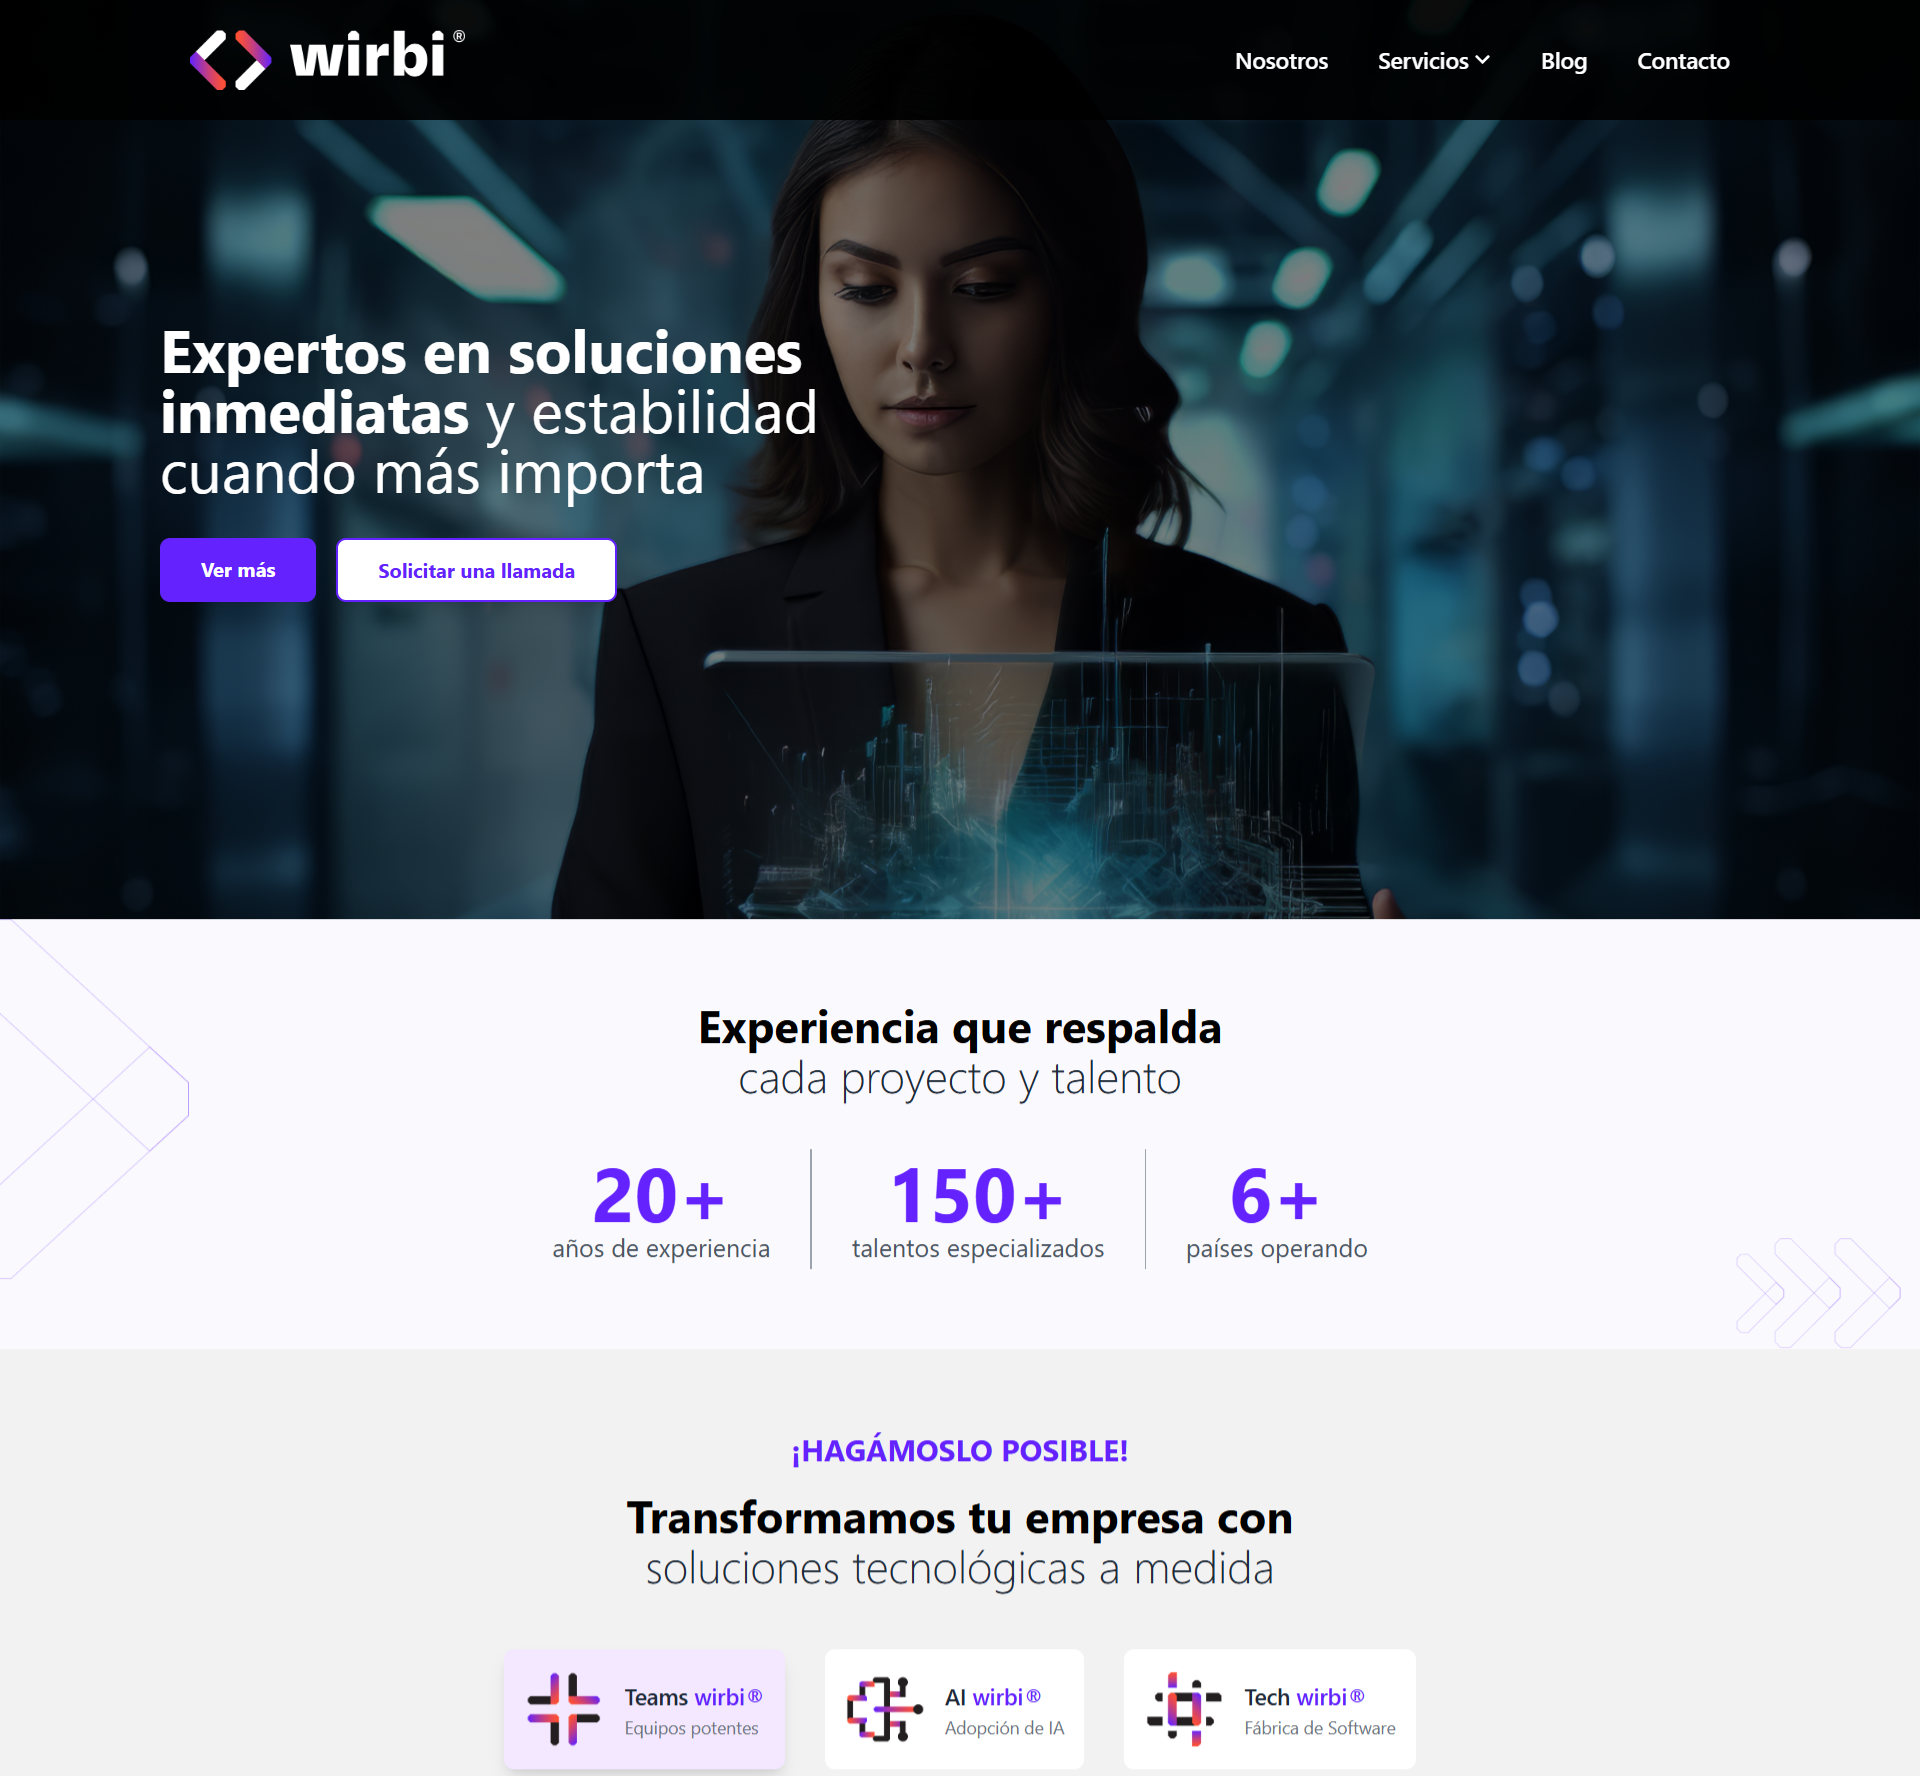 wirbi®
Nosotros
Servicios
Blog
Contacto
Expertos en soluciones
inmediatas y estabilidad
cuando más importa
Ver más
Solicitar una llamada
Experiencia que respalda
cada proyecto y talento
20+
años de experiencia
150+
talentos especializados
6+
países operando
¡HAGÁMOSLO POSIBLE!
Transformamos tu empresa con
soluciones tecnológicas a medida
Teams wirbi®
Equipos potentes
AI wirbi®
Adopción de IA
Tech wirbi®
Fábrica de Software